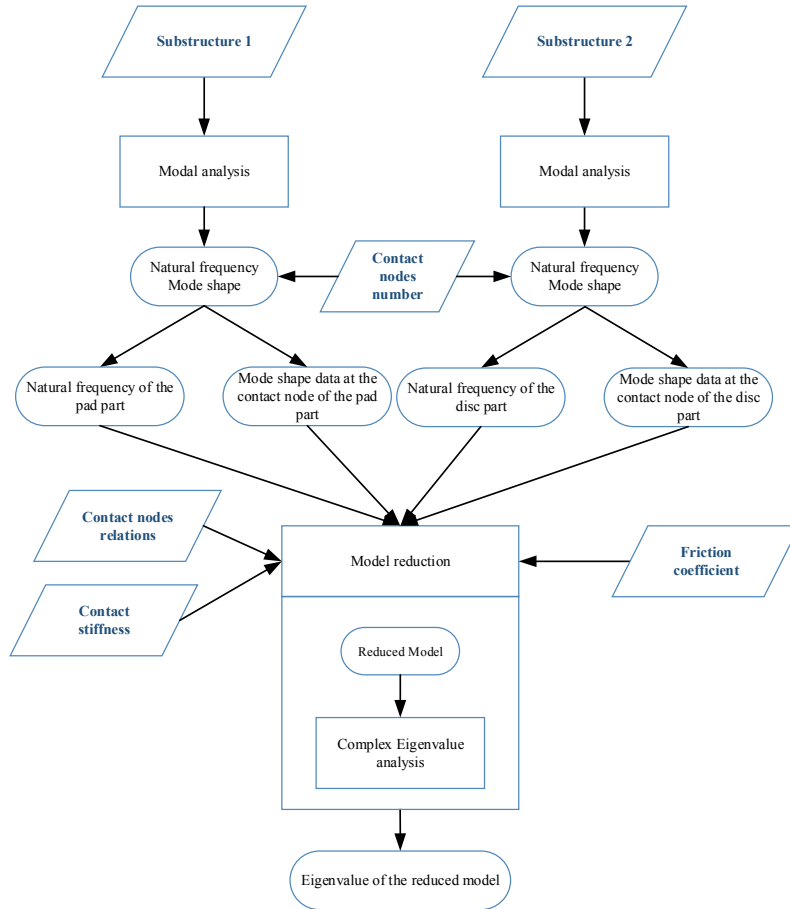 Substructure 1
Substructure 2
Modal analysis
Modal analysis
Natural frequency
Mode shape
Contact
nodes
number
Natural frequency
Mode shape
Natural frequency of the
pad part
Mode shape data at the
contact node of the pad
part
Natural frequency of the
disc part
Mode shape data at the
contact node of the disc
part
Contact nodes
relations
Model reduction
Friction
coefficient
Contact
stiffness
Reduced Model
Complex Eigenvalue
analysis
Eigenvalue of the reduced model